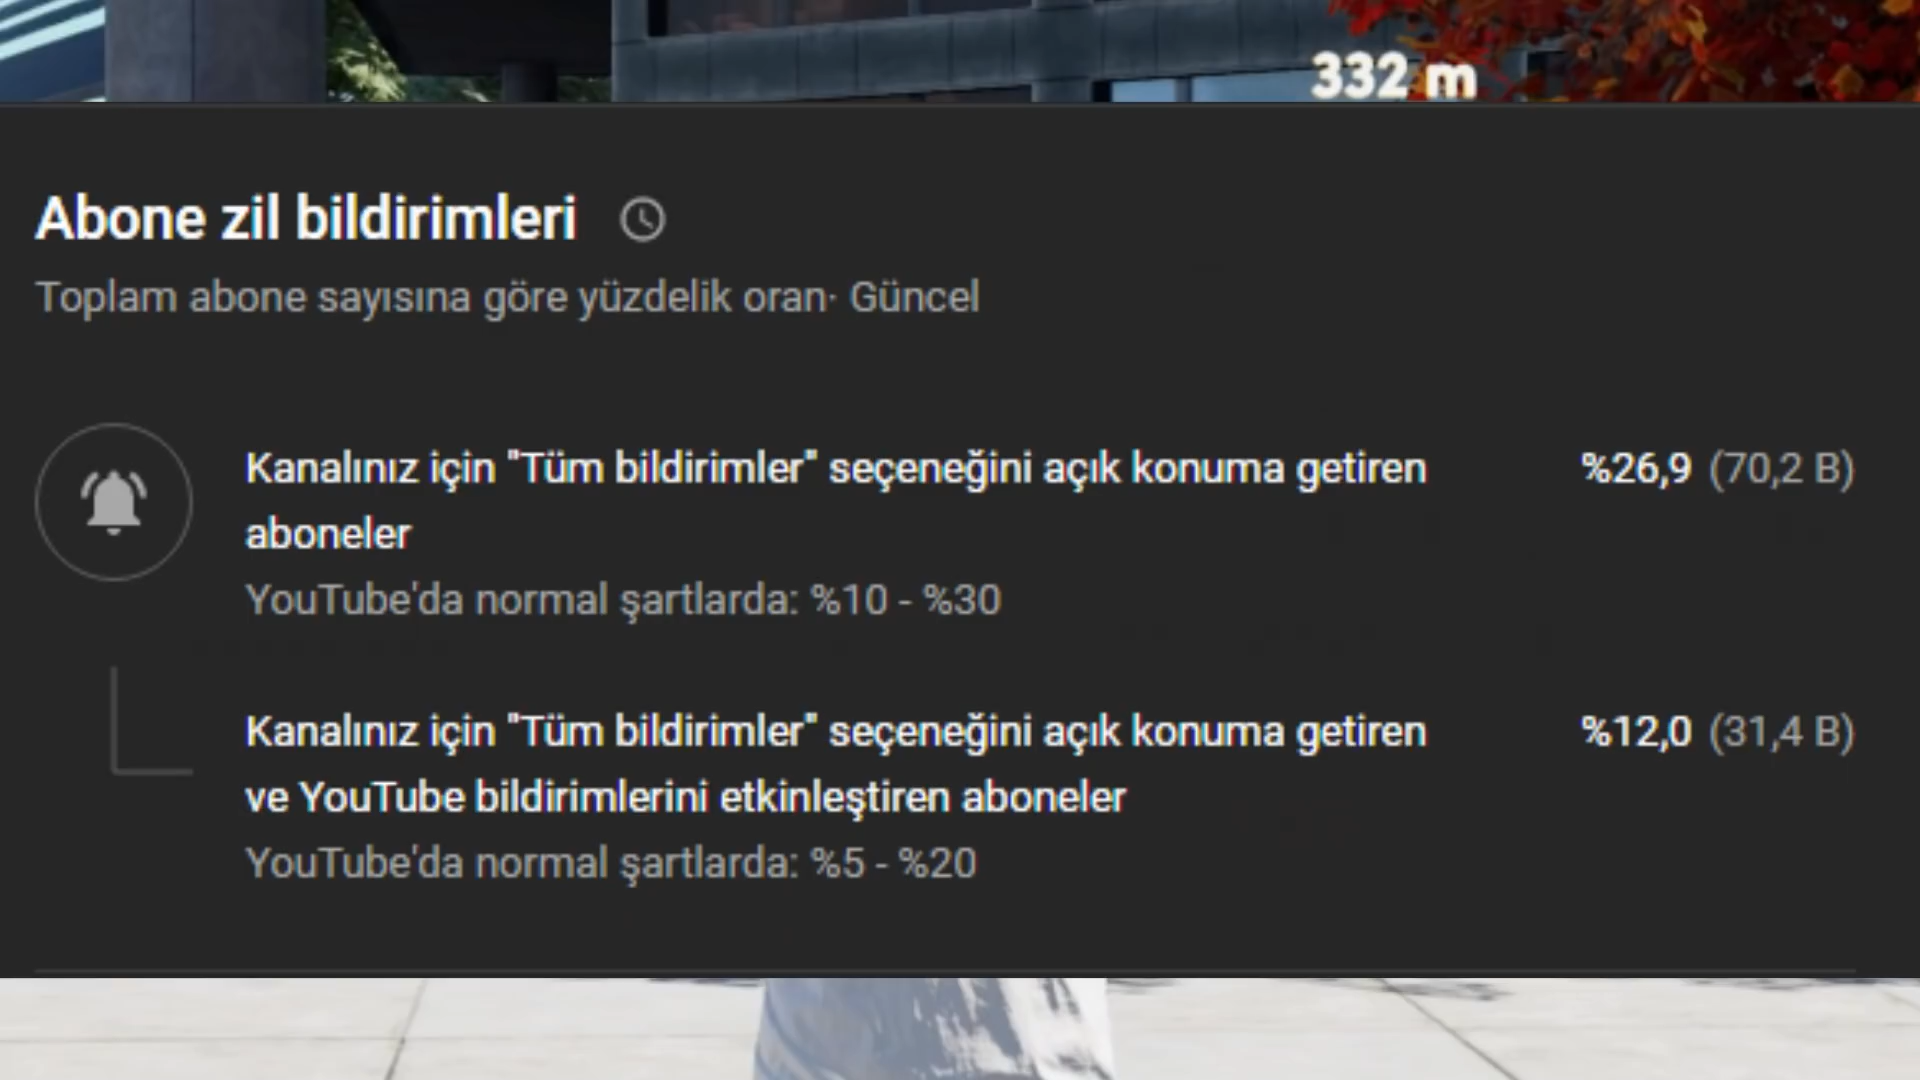 332 m
Abone zil bildirimleri
Toplam abone sayısına göre yüzdelik oran· Güncel
Kanalınız için "Tüm bildirimler" seçeneğini açık konuma getiren %26,9 (70,2 B)
aboneler
YouTube'da normal şartlarda: %10 - %30
Kanalınız için "Tüm bildirimler" seçeneğini açık konuma getiren %12,0 (31,4 B)
ve YouTube bildirimlerini etkinleştiren aboneler
YouTube'da normal şartlarda: %5 - %20